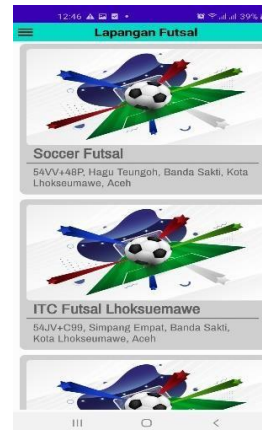 12:46
39%
Lapangan Futsal
Soccer Futsal
54VV+48P, Hagu Teungoh, Banda Sakti, Kota
Lhokseumawe, Aceh
ITC Futsal Lhoksuemawe
54JV+C99, Simpang Empat, Banda Sakti,
Kota Lhokseumawe, Aceh